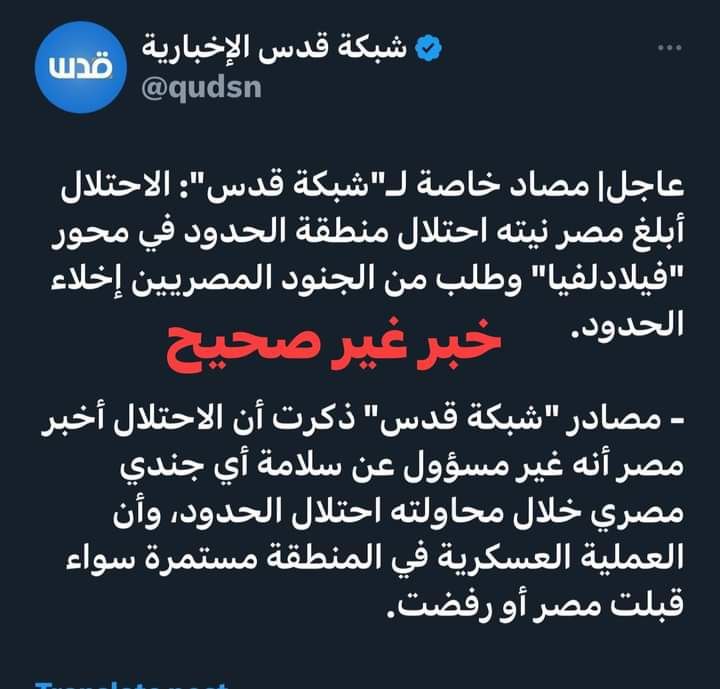 قدس
شبكة قدس الإخبارية
@qudsn
عاجل| مصاد خاصة لـ"شبكة قدس": الاحتلال
أبلغ مصر نيته احتلال منطقة الحدود في محور
"فيلادلفيا" وطلب من الجنود المصريين إخلاء
الحدود.
خبر غير صحيح
- مصادر "شبكة قدس" ذكرت أن الاحتلال أخبر
مصر أنه غير مسؤول عن سلامة أي جندي
مصري خلال محاولته احتلال الحدود، وأن
العملية العسكرية في المنطقة مستمرة سواء
قبلت مصر أو رفضت.
Translate post